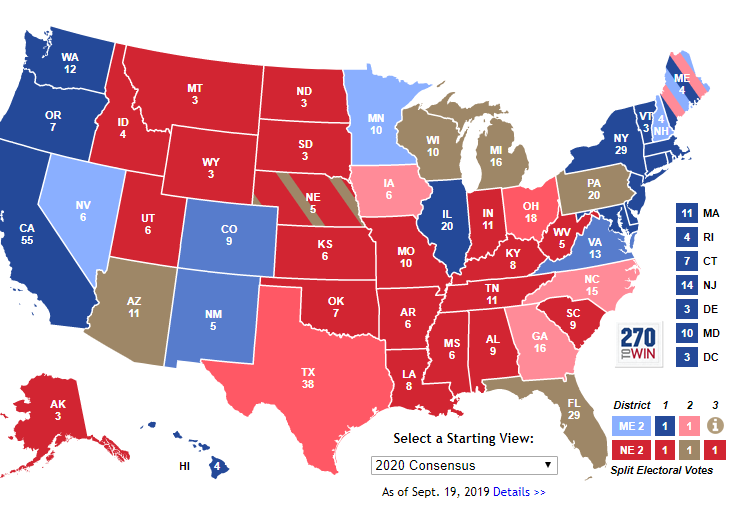 WA
12
OR
7
CA
55
NV
6
ID
4
MT
3
WY
3
UT
6
AZ
11
CO
9
NM
5
ND
3
SD
3
NE
5
KS
6
OK
7
TX
38
MN
10
IA
6
MO
10
AR
6
LA
8
WI
10
IL
20
MI
16
IN
11
OH
18
KY
8
TN
11
MS
6
AL
9
GA
16
FL
29
SC
9
NC
15
VA
13
WV
5
PA
20
NY
29
VT
3
4
NH
ME
4
AK
3
HI
4
11 MA
4 RI
7 CT
14 NJ
3 DE
10 MD
3 DC
270
TO WIN
District 1 2 3
ME 2 1 1 i
NE 2 1 1 1
Split Electoral Votes
Select a Starting View:
2020 Consensus
As of Sept. 19, 2019 Details >>